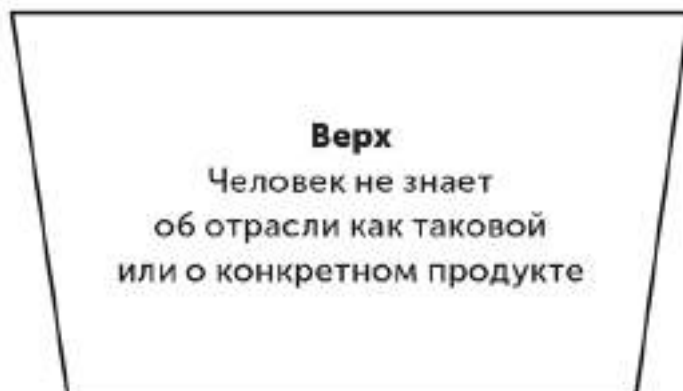 Верх
Человек не знает
об отрасли как таковой
или о конкретном продукте